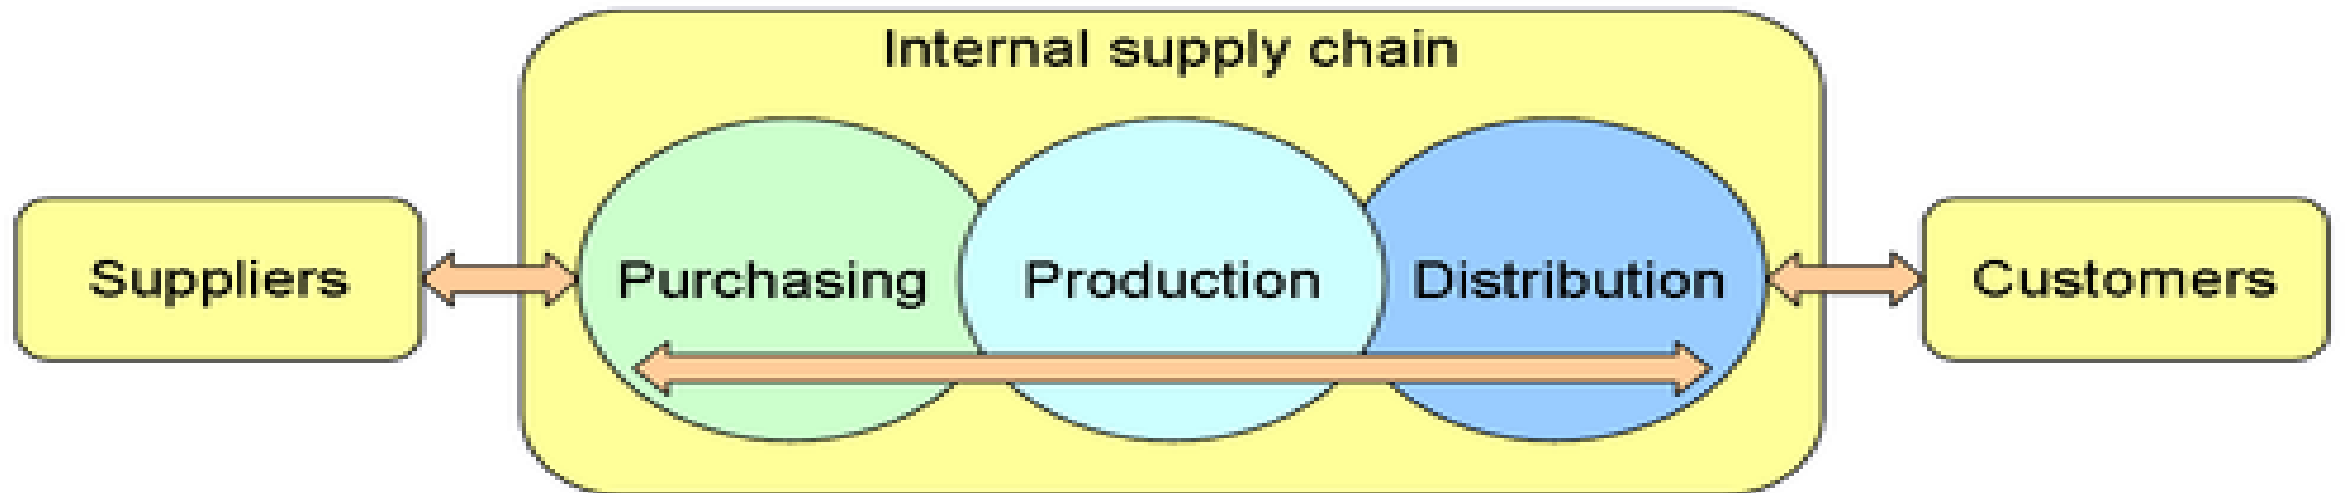 Internal supply chain
Suppliers
Purchasing
Production
Distribution
Customers